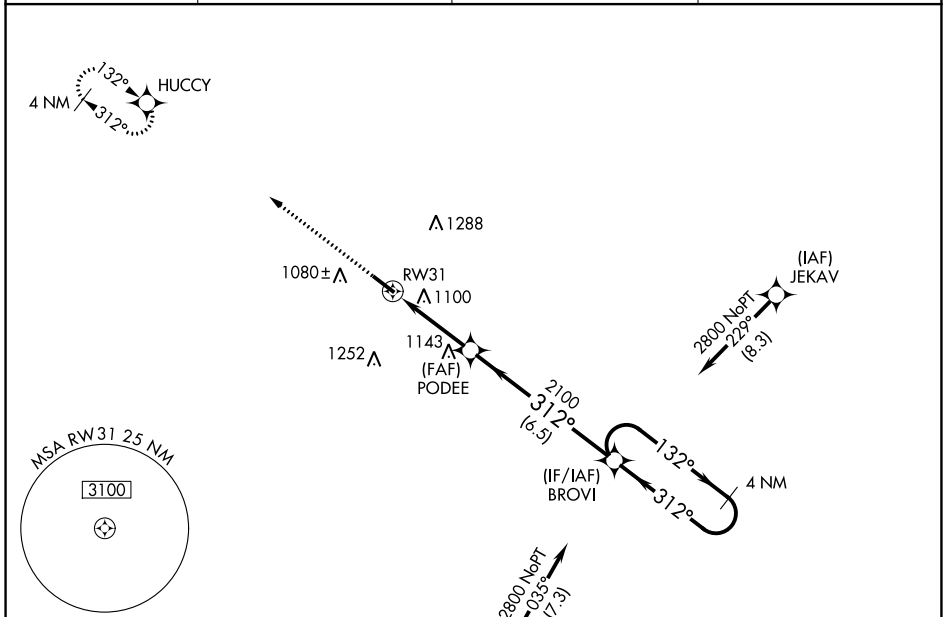 132°
HUCCY
4 NM
312°
1288
(IAF)
JEKAV
1080±
RW31
1100
2800 NoPT
229°
(8.3)
1252
1143
(FAF)
PODEE
2100
312°
(6.5)
MSA RW31 25 NM
3100
132°
(IF/IAF)
BROVI
4 NM
312°
2800 NoPT
035°
(7.3)